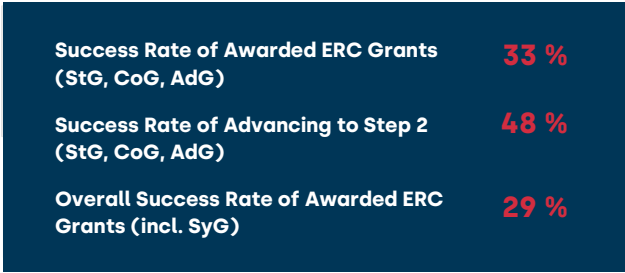 Success Rate of Awarded ERC Grants 33 %
(StG, CoG, AdG)
Success Rate of Advancing to Step 2 48 %
(StG, CoG, AdG)
Overall Success Rate of Awarded ERC 29 %
Grants (incl. SyG)